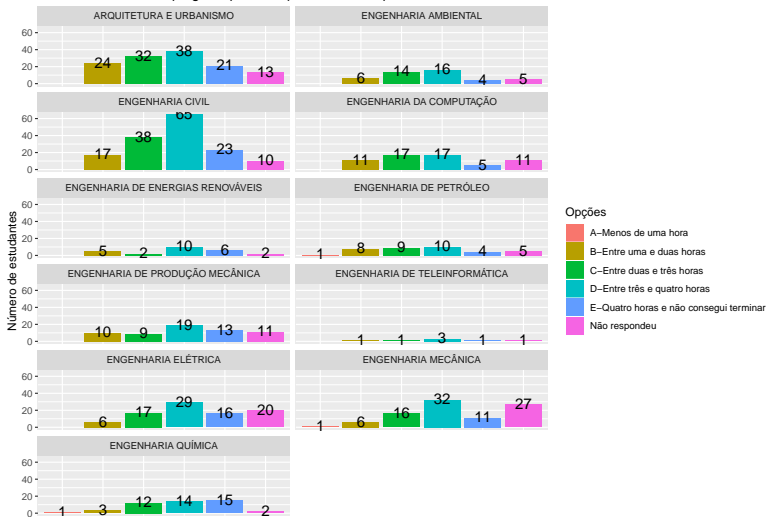 ARQUITETURA E URBANISMO
ENGENHARIA AMBIENTAL
60
40
20
0
24 32 38 21 13
6 14 16 4 5
ENGENHARIA CIVIL
ENGENHARIA DA COMPUTAÇÃO
60
40
20
0
17 38 65 23 10
11 17 17 5 11
ENGENHARIA DE ENERGIAS RENOVÁVEIS
ENGENHARIA DE PETRÓLEO
60
40
20
0
5 2 10 6 2
1 8 9 10 4 5
Número de estudantes
ENGENHARIA DE PRODUÇÃO MECÂNICA
ENGENHARIA DE TELEINFORMÁTICA
60
40
20
0
10 9 19 13 11
1 1 3 1 1
ENGENHARIA ELÉTRICA
ENGENHARIA MECÂNICA
60
40
20
0
6 17 29 16 20
1 6 16 32 11 27
ENGENHARIA QUÍMICA
60
40
20
0
1 3 12 14 15 2
Opções
A–Menos de uma hora
B–Entre uma e duas horas
C–Entre duas e três horas
D–Entre três e quatro horas
E–Quatro horas e não consegui terminar
Não respondeu